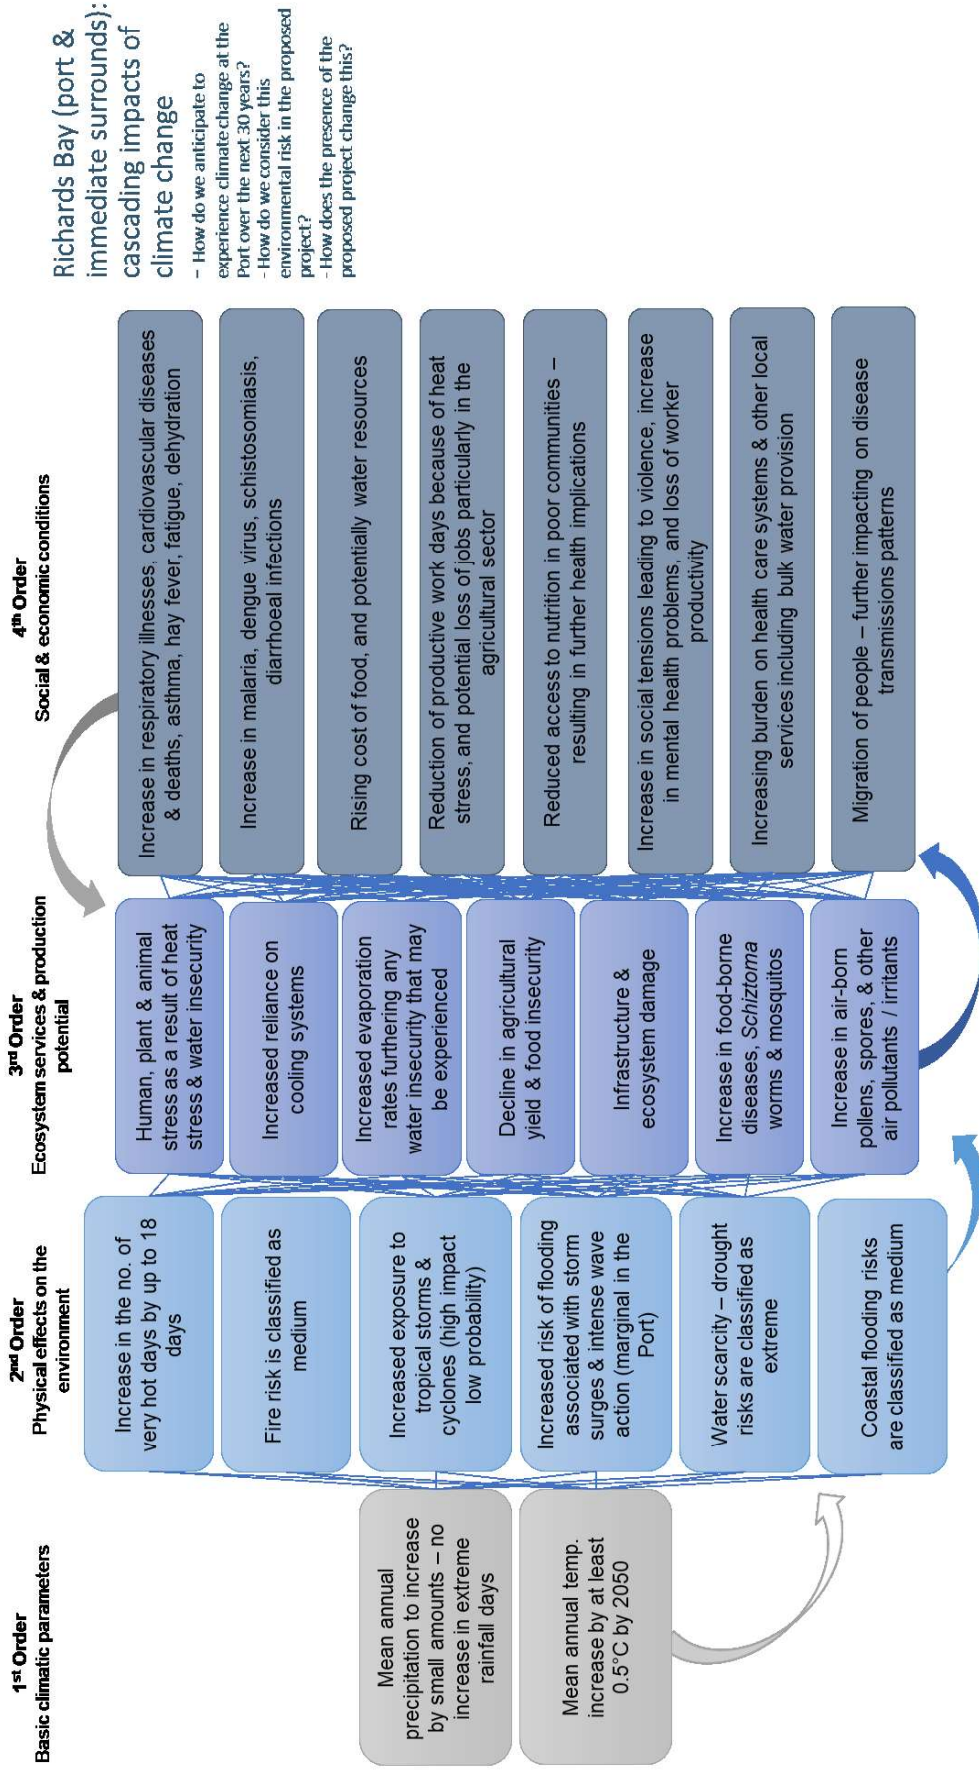 Richards Bay (port &
immediate surrounds):
cascading impacts of
climate change
– How do we anticipate to
experience climate change at the
Port over the next 30 years?
- How do we consider this
environmental risk in the proposed
project?
- How does the presence of the
proposed project change this?
1st Order
Basic climatic parameters
Mean annual
precipitation to increase
by small amounts – no
increase in extreme
rainfall days
Mean annual temp.
increase by at least
0.5°C by 2050
2nd Order
Physical effects on the
environment
Increase in the no. of
very hot days by up to 18
days
Fire risk is classified as
medium
Increased exposure to
tropical storms &
cyclones (high impact
low probability)
Increased risk of flooding
associated with storm
surges & intense wave
action (marginal in the
Port)
Water scarcity – drought
risks are classified as
extreme
Coastal flooding risks
are classified as medium
3rd Order
Ecosystem services & production
potential
Human, plant & animal
stress as a result of heat
stress & water insecurity
Increased reliance on
cooling systems
Increased evaporation
rates furthering any
water insecurity that may
be experienced
Decline in agricultural
yield & food insecurity
Infrastructure &
ecosystem damage
Increase in food-borne
diseases, Schiztoma
worms & mosquitos
Increase in air-born
pollens, spores, & other
air pollutants / irritants
4th Order
Social & economic conditions
Increase in respiratory illnesses, cardiovascular diseases
& deaths, asthma, hay fever, fatigue, dehydration
Increase in malaria, dengue virus, schistosomiasis,
diarrhoeal infections
Rising cost of food, and potentially water resources
Reduction of productive work days because of heat
stress, and potential loss of jobs particularly in the
agricultural sector
Reduced access to nutrition in poor communities –
resulting in further health implications
Increase in social tensions leading to violence, increase
in mental health problems, and loss of worker
productivity
Increasing burden on health care systems & other local
services including bulk water provision
Migration of people – further impacting on disease
transmissions patterns